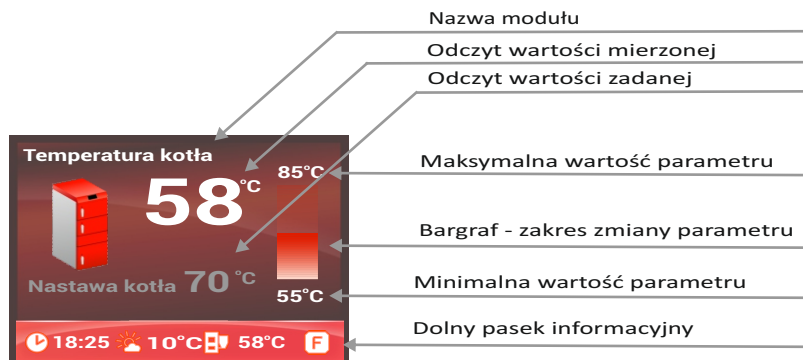 Nazwa modułu
Odczyt wartości mierzonej
Odczyt wartości zadanej
Temperatura kotła
58°C
85°C
Maksymalna wartość parametru
Bargraf - zakres zmiany parametru
Nastawa kotła 70 °C
Minimalna wartość parametru
55°C
Dolny pasek informacyjny
18:25 10°C 58°C F